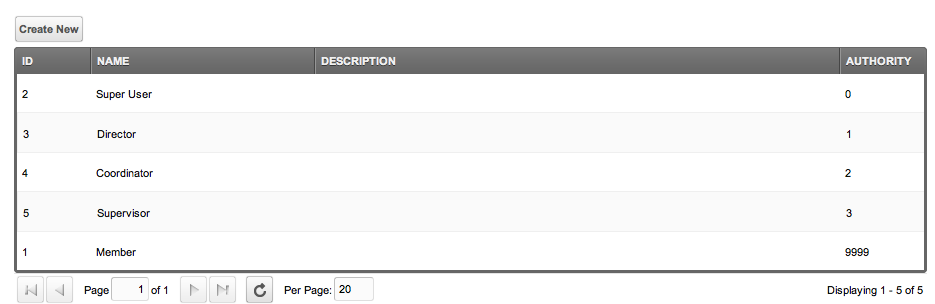 Create New
ID NAME DESCRIPTION AUTHORITY
2 Super User 0
3 Director 1
4 Coordinator 2
5 Supervisor 3
1 Member 9999
Page 1 of 1 Per Page: 20 Displaying 1 - 5 of 5